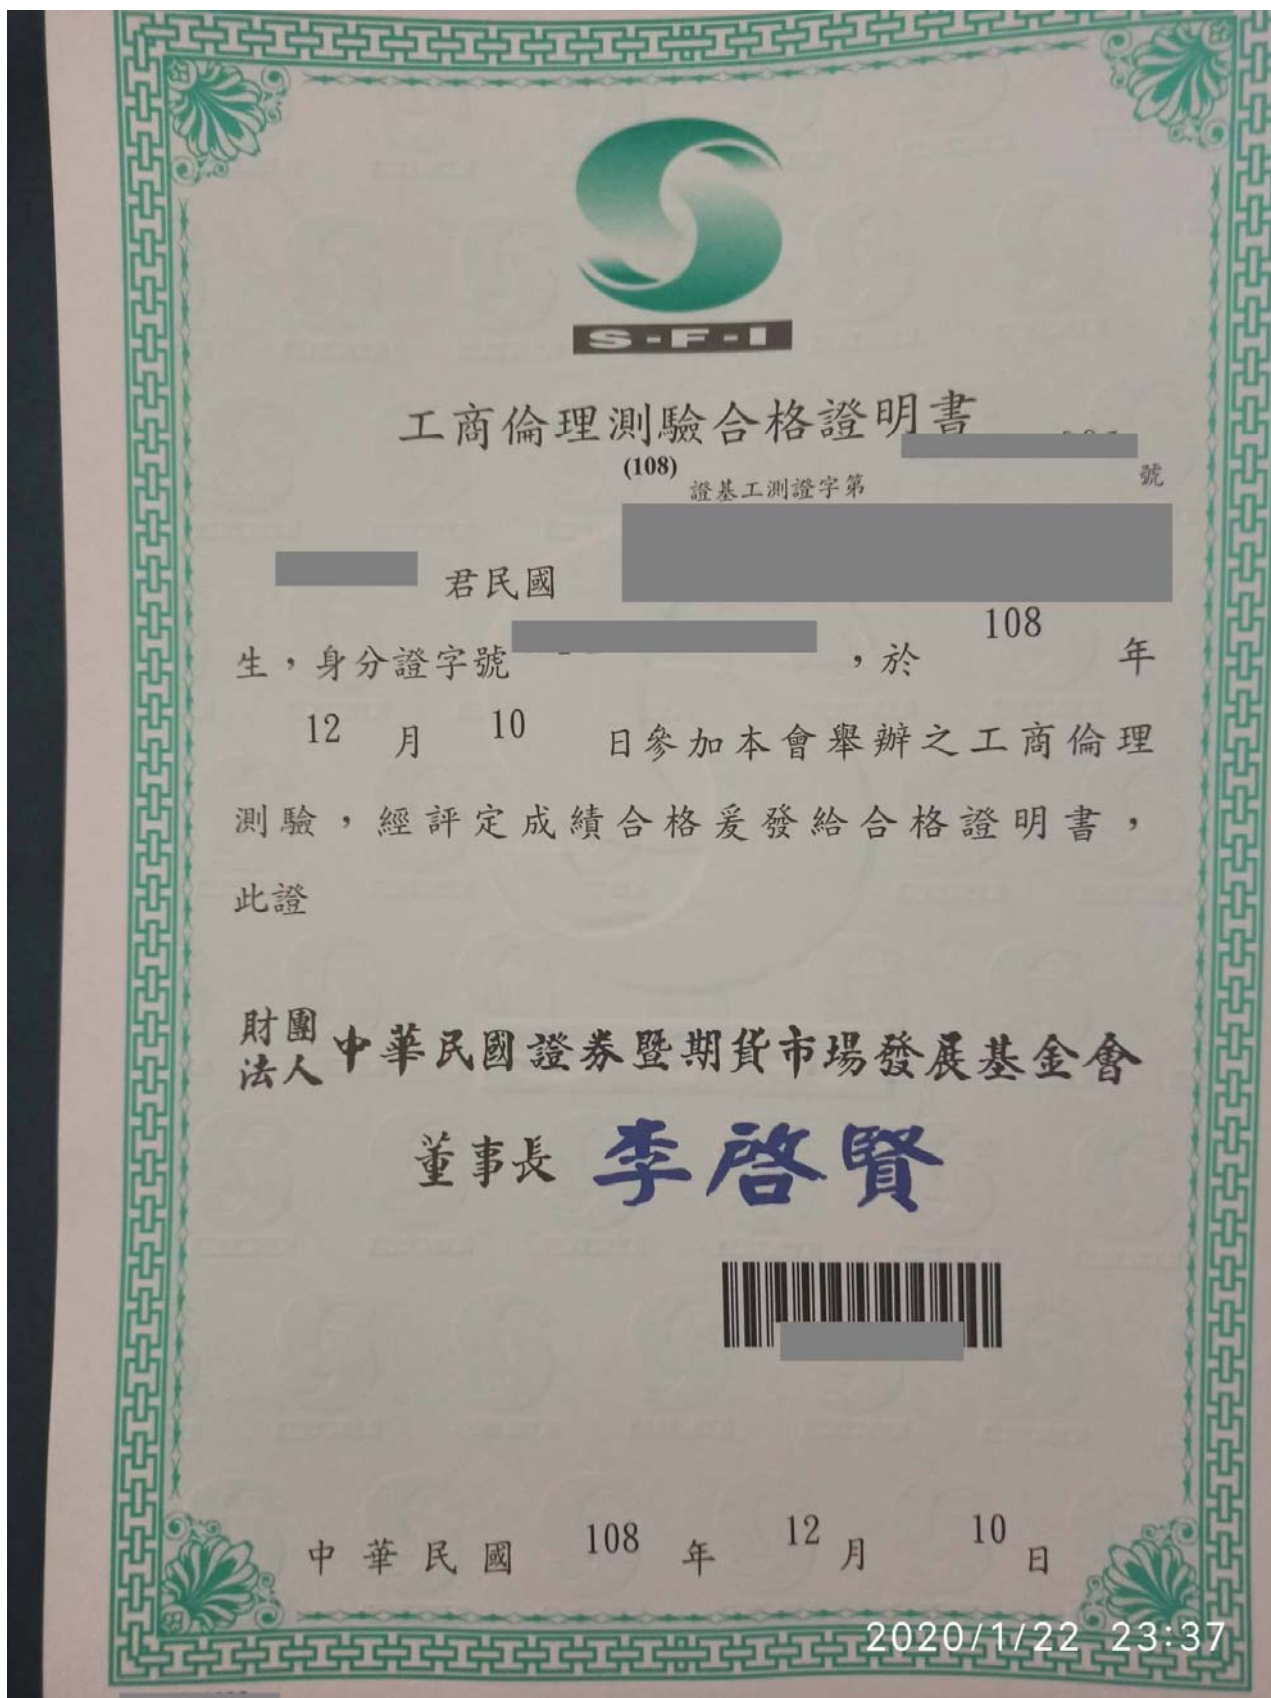 S-F-I
工商倫理測驗合格證明書
(108) 證基工測證字第 號
君民國
生，身分證字號 ，於 108 年
12 月 10 日參加本會舉辦之工商倫理
測驗，經評定成績合格爰發給合格證明書，
此證
財團法人 中華民國證券暨期貨市場發展基金會
董事長 李啓賢
中華民國 108 年 12 月 10 日
2020/1/22 23:37